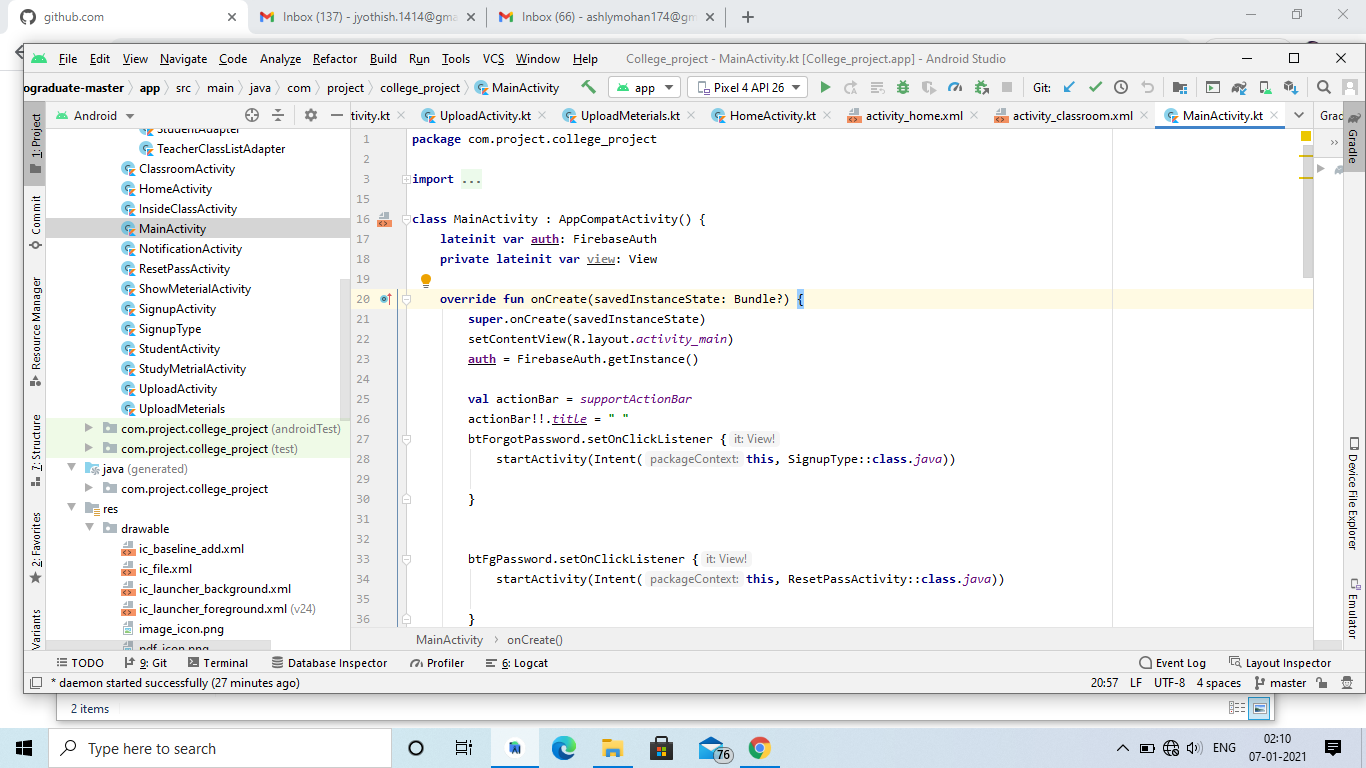 github.com
Inbox (137) - jyothish.1414@gma
Inbox (66) - ashlymohan174@gm
File Edit View Navigate Code Analyze Refactor Build Run Tools VCS Window Help College_project - MainActivity.kt [College_project.app] - Android Studio
ograduate-master app src main java com project college_project MainActivity app Pixel 4 API 26 Git:
Android
tivity.kt UploadActivity.kt UploadMeterials.kt HomeActivity.kt activity_home.xml activity_classroom.xml MainActivity.kt Grad
1: Project
Commit
Resource Manager
7: Structure
2: Favorites
Variants
StudentAdapter
TeacherClassListAdapter
ClassroomActivity
HomeActivity
InsideClassActivity
MainActivity
NotificationActivity
ResetPassActivity
ShowMeterialActivity
SignupActivity
SignupType
StudentActivity
StudyMetrialActivity
UploadActivity
UploadMeterials
com.project.college_project (androidTest)
com.project.college_project (test)
java (generated)
com.project.college_project
res
drawable
ic_baseline_add.xml
ic_file.xml
ic_launcher_background.xml
ic_launcher_foreground.xml (v24)
image_icon.png
pdf_icon.png
1 package com.project.college_project
2
3 import ...
15
16 class MainActivity : AppCompatActivity() {
17 lateinit var auth: FirebaseAuth
18 private lateinit var view: View
19
20 override fun onCreate(savedInstanceState: Bundle?) {
21 super.onCreate(savedInstanceState)
22 setContentView(R.layout.activity_main)
23 auth = FirebaseAuth.getInstance()
24
25 val actionBar = supportActionBar
26 actionBar!!.title = " "
27 btForgotPassword.setOnClickListener { it: View!
28 startActivity(Intent( packageContext: this, SignupType::class.java))
29
30 }
31
32
33 btFgPassword.setOnClickListener { it: View!
34 startActivity(Intent( packageContext: this, ResetPassActivity::class.java))
35
36 }
MainActivity onCreate()
Gradle
Device File Explorer
Emulator
TODO 9: Git Terminal Database Inspector Profiler 6: Logcat Event Log Layout Inspector
* daemon started successfully (27 minutes ago) 20:57 LF UTF-8 4 spaces master
2 items
Type here to search
76
ENG
02:10
07-01-2021